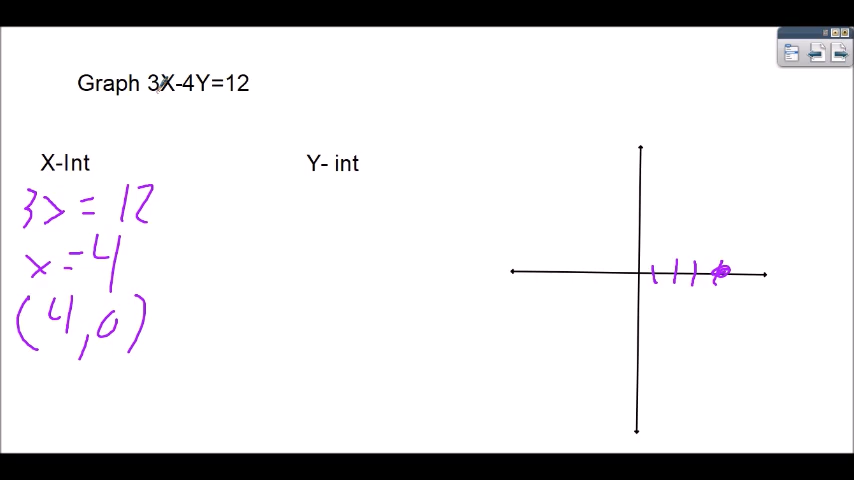 Graph 3X-4Y=12
X-Int
Y- int
3x = 12
x = 4
(4,0)